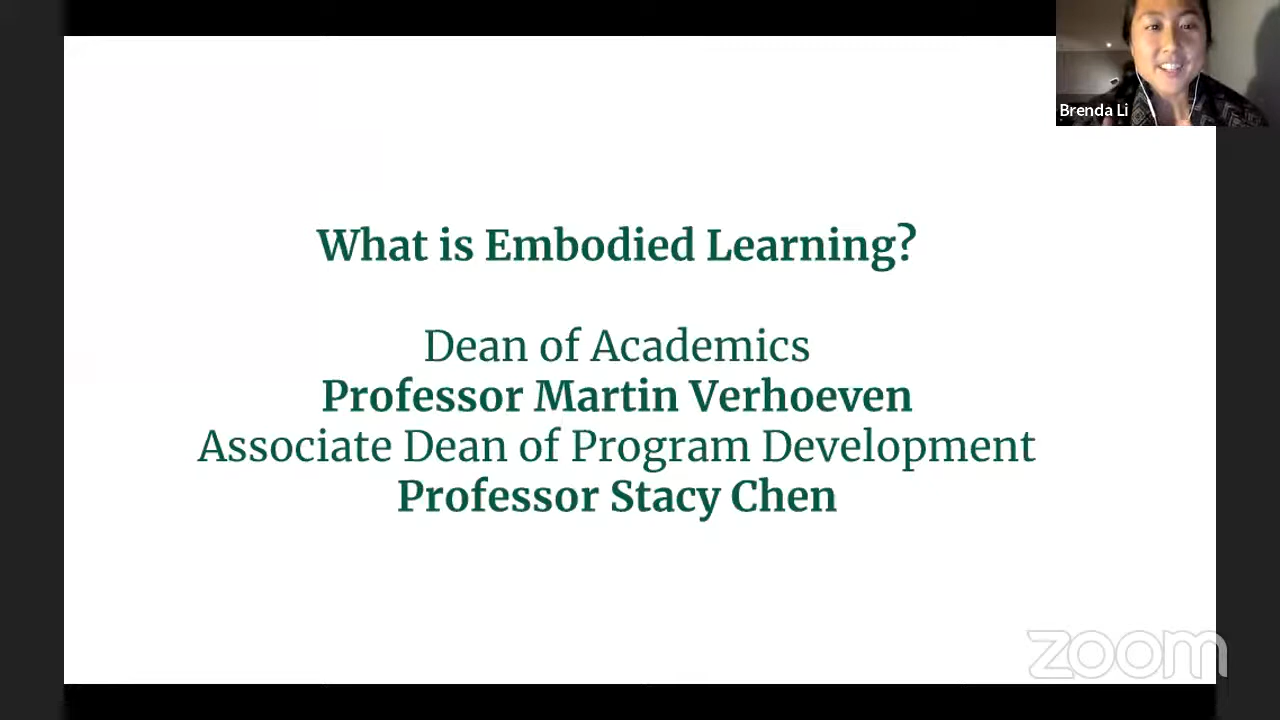 Brenda Li
What is Embodied Learning?
Dean of Academics
Professor Martin Verhoeven
Associate Dean of Program Development
Professor Stacy Chen
zoom